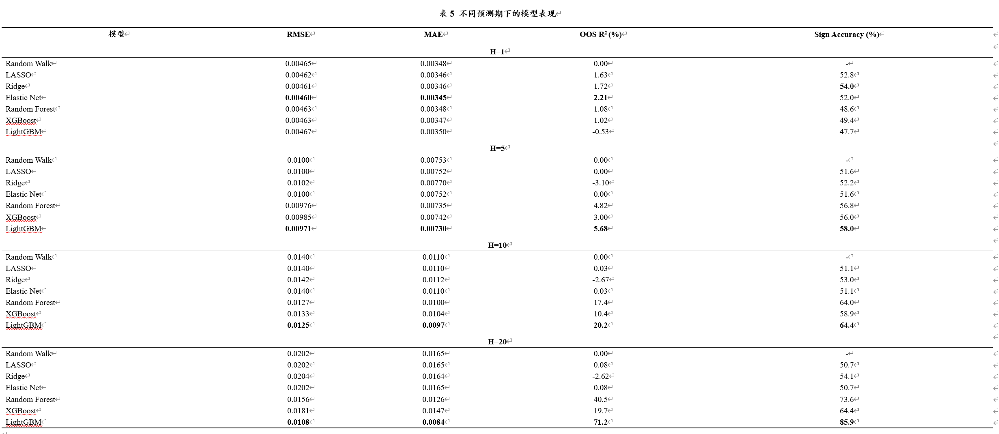 表 5 不同预测期下的模型表现
模型 RMSE MAE OOS R² (%) Sign Accuracy (%)
H=1
Random Walk 0.00465 0.00348 0.00 -
LASSO 0.00462 0.00346 1.63 52.8
Ridge 0.00461 0.00346 1.72 54.0
Elastic Net 0.00460 0.00345 2.21 52.0
Random Forest 0.00463 0.00348 1.08 48.6
XGBoost 0.00463 0.00347 1.02 49.4
LightGBM 0.00467 0.00350 -0.53 47.7
H=5
Random Walk 0.0100 0.00753 0.00 -
LASSO 0.0100 0.00752 0.00 51.6
Ridge 0.0102 0.00770 -3.10 52.2
Elastic Net 0.0100 0.00752 0.00 51.6
Random Forest 0.00976 0.00735 4.82 56.8
XGBoost 0.00985 0.00742 3.00 56.0
LightGBM 0.00971 0.00730 5.68 58.0
H=10
Random Walk 0.0140 0.0110 0.00 -
LASSO 0.0140 0.0110 0.03 51.1
Ridge 0.0142 0.0112 -2.67 53.0
Elastic Net 0.0140 0.0110 0.03 51.1
Random Forest 0.0127 0.0100 17.4 64.0
XGBoost 0.0133 0.0104 10.4 58.9
LightGBM 0.0125 0.0097 20.2 64.4
H=20
Random Walk 0.0202 0.0165 0.00 -
LASSO 0.0202 0.0165 0.08 50.7
Ridge 0.0204 0.0164 -2.62 54.1
Elastic Net 0.0202 0.0165 0.08 50.7
Random Forest 0.0156 0.0126 40.5 73.6
XGBoost 0.0181 0.0147 19.7 64.4
LightGBM 0.0108 0.0084 71.2 85.9